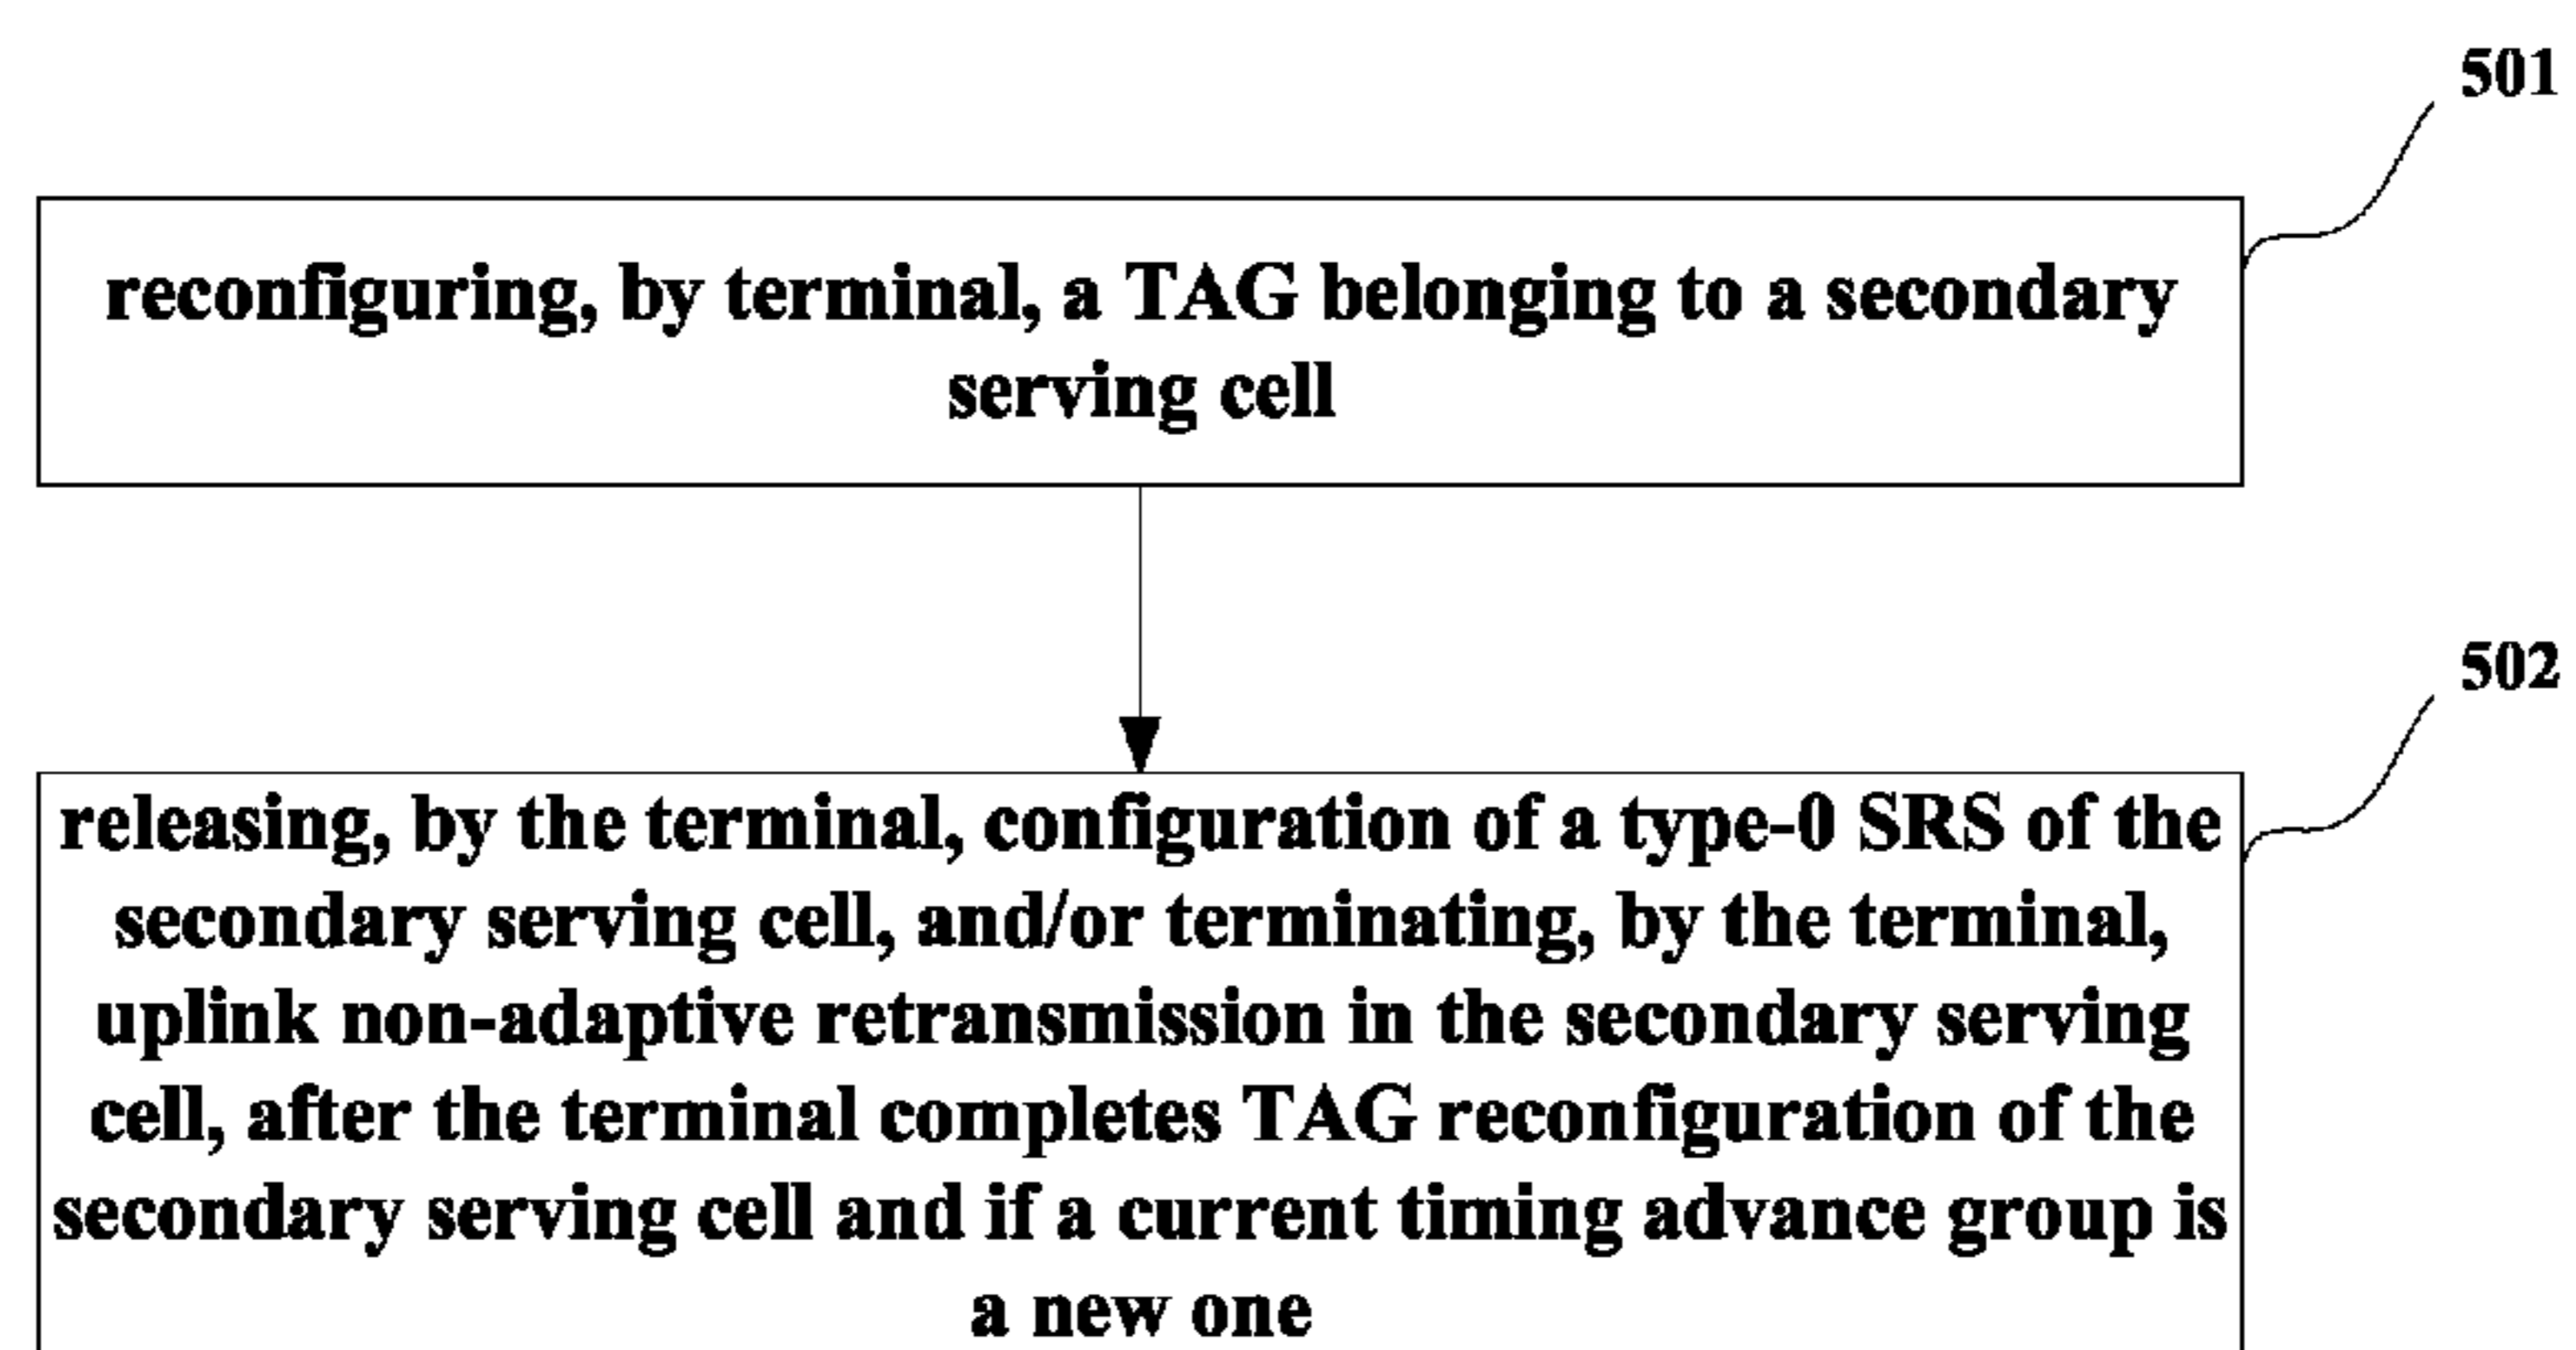 501
reconfiguring, by terminal, a TAG belonging to a secondary
serving cell
502
releasing, by the terminal, configuration of a type-0 SRS of the
secondary serving cell, and/or terminating, by the terminal,
uplink non-adaptive retransmission in the secondary serving
cell, after the terminal completes TAG reconfiguration of the
secondary serving cell and if a current timing advance group is
a new one